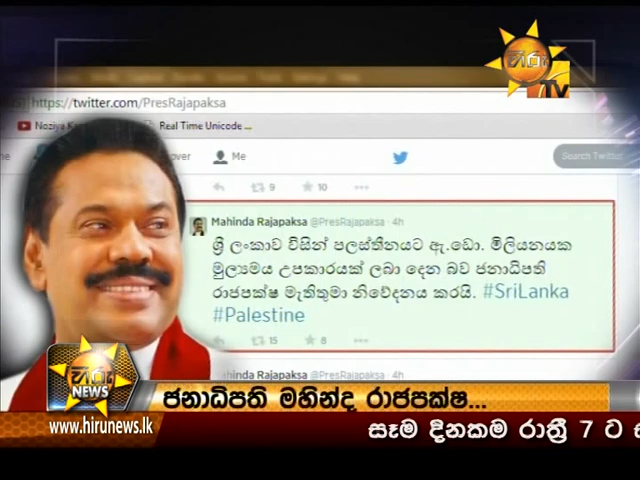 හිරු
TV
https://twitter.com/PresRajapaksa
Noziya K
Real Time Unicode ...
over
Me
Search Twitter
9
10
Mahinda Rajapaksa @PresRajapaksa · 4h
ශ්‍රී ලංකාව විසින් පලස්තීනයට ඇ.ඩො. මිලියනයක
මුල්‍යමය උපකාරයක් ලබා දෙන බව ජනාධිපති
රාජපක්ෂ මැතිතුමා නිවේදනය කරයි. #SriLanka
#Palestine
15
8
Rajapaksa @PresRajapaksa · 4h
හිරු
NEWS
ජනාධිපති මහින්ද රාජපක්ෂ...
www.hirunews.lk
සෑම දිනකම රාත්‍රී 7 ට